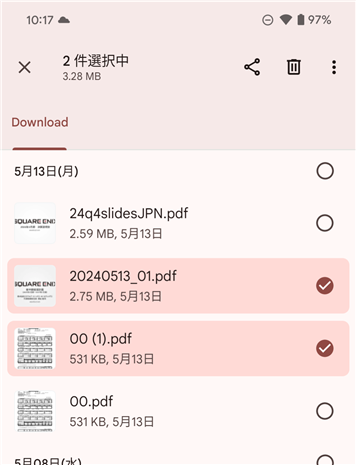 10:17
97%
2 件選択中
3.28 MB
Download
5月13日(月)
SQUARE ENIX
24q4slidesJPN.pdf
2.59 MB, 5月13日
SQUARE ENIX
20240513_01.pdf
2.75 MB, 5月13日
00 (1).pdf
531 KB, 5月13日
00.pdf
531 KB, 5月13日
5月08日(水)